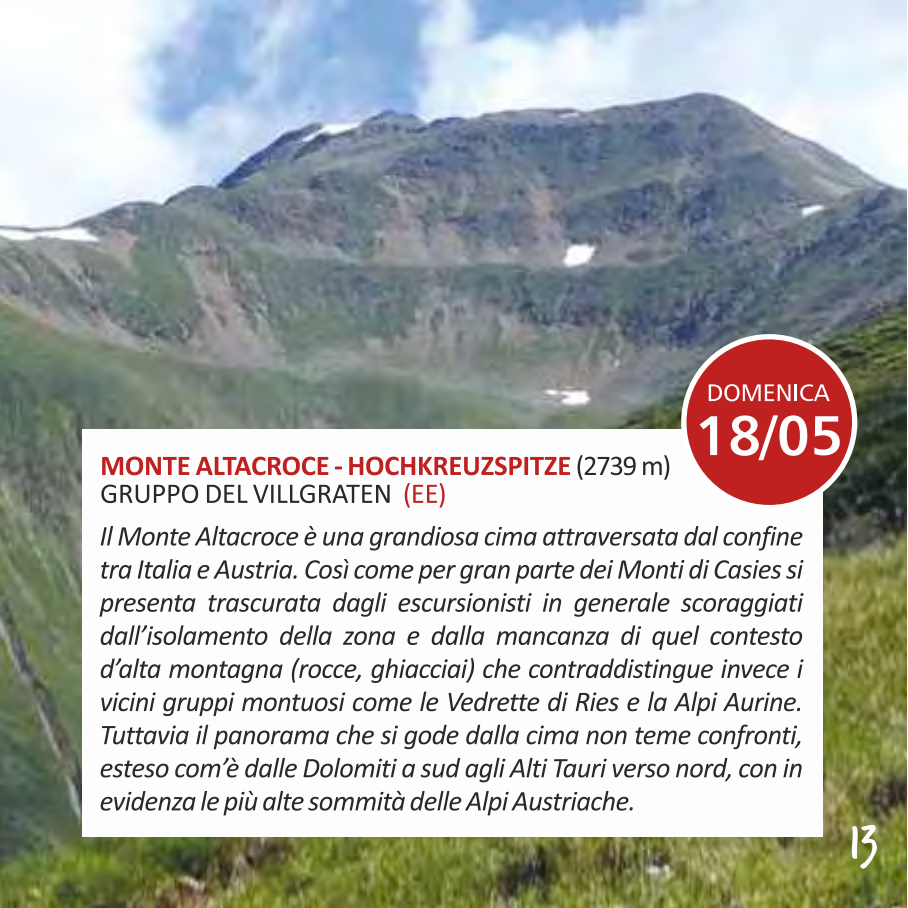 DOMENICA
18/05
MONTE ALTACROCE - HOCHKREUZSPITZE (2739 m)
GRUPPO DEL VILLGRATEN (EE)
Il Monte Altacroce è una grandiosa cima attraversata dal confine
tra Italia e Austria. Così come per gran parte dei Monti di Casies si
presenta trascurata dagli escursionisti in generale scoraggiati
dall'isolamento della zona e dalla mancanza di quel contesto
d'alta montagna (rocce, ghiacciai) che contraddistingue invece i
vicini gruppi montuosi come le Vedrette di Ries e la Alpi Aurine.
Tuttavia il panorama che si gode dalla cima non teme confronti,
esteso com'è dalle Dolomiti a sud agli Alti Tauri verso nord, con in
evidenza le più alte sommità delle Alpi Austriache.
13